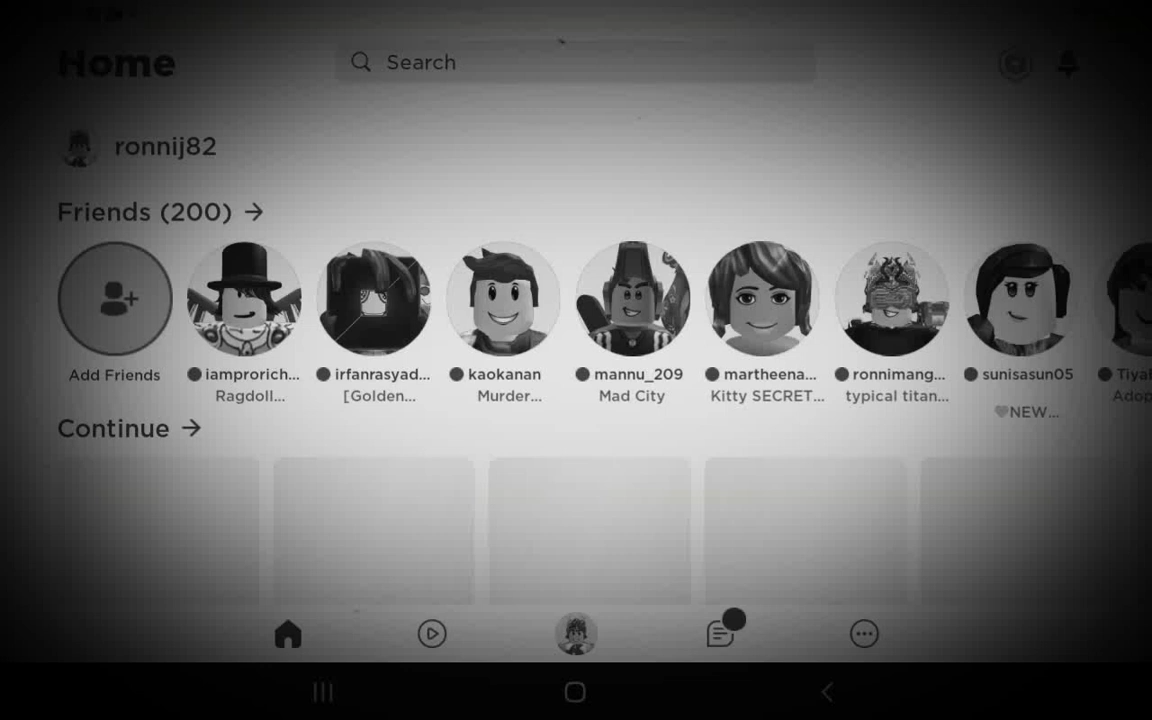 Home
Search
ronnij82
Friends (200)
Add Friends
iamprorich...
Ragdoll...
irfanrasyad...
[Golden...
kaokanan
Murder...
mannu_209
Mad City
martheena...
Kitty SECRET...
ronnimang...
typical titan...
sunisasun05
NEW...
Continue